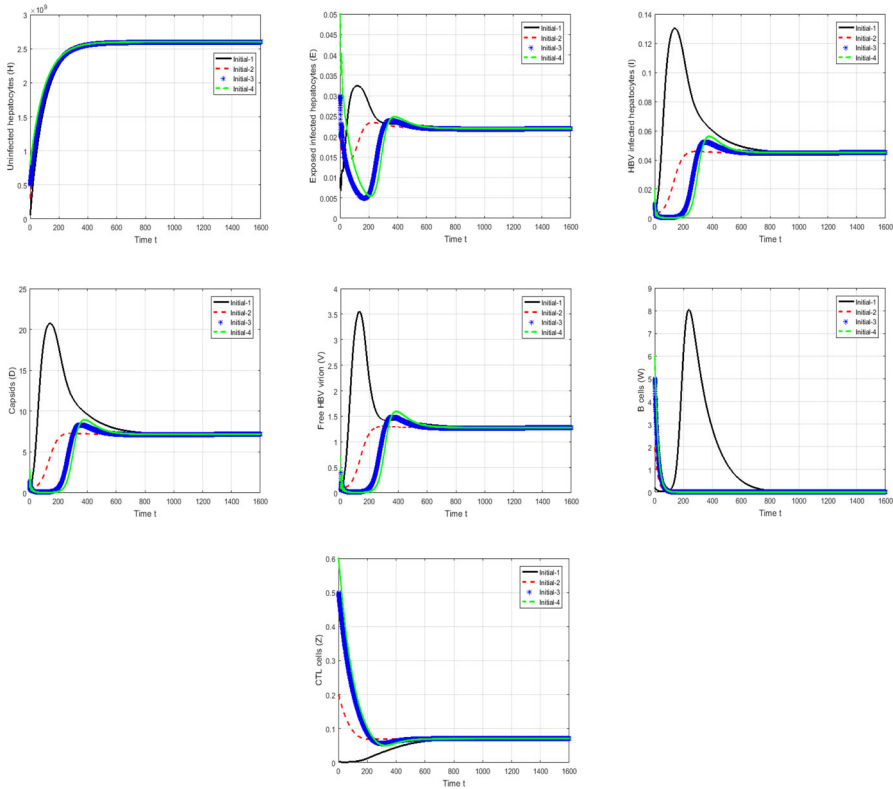 ×10⁹
3
2.5
2
1.5
1
0.5
0
0 200 400 600 800 1000 1200 1400 1600
Time t
Uninfected hepatocytes (H)
Initial-1
Initial-2
Initial-3
Initial-4
0.05
0.045
0.04
0.035
0.03
0.025
0.02
0.015
0.01
0.005
0
0 200 400 600 800 1000 1200 1400 1600
Time t
Exposed infected hepatocytes (E)
Initial-1
Initial-2
Initial-3
Initial-4
0.14
0.12
0.1
0.08
0.06
0.04
0.02
0
0 200 400 600 800 1000 1200 1400 1600
Time t
HBV infected hepatocytes (I)
Initial-1
Initial-2
Initial-3
Initial-4
25
20
15
10
5
0
0 200 400 600 800 1000 1200 1400 1600
Time t
Capsids (D)
Initial-1
Initial-2
Initial-3
Initial-4
4
3.5
3
2.5
2
1.5
1
0.5
0
0 200 400 600 800 1000 1200 1400 1600
Time t
Free HBV virion (V)
Initial-1
Initial-2
Initial-3
Initial-4
9
8
7
6
5
4
3
2
1
0
0 200 400 600 800 1000 1200 1400 1600
Time t
B cells (W)
Initial-1
Initial-2
Initial-3
Initial-4
0.6
0.5
0.4
0.3
0.2
0.1
0
0 200 400 600 800 1000 1200 1400 1600
Time t
CTL cells (Z)
Initial-1
Initial-2
Initial-3
Initial-4